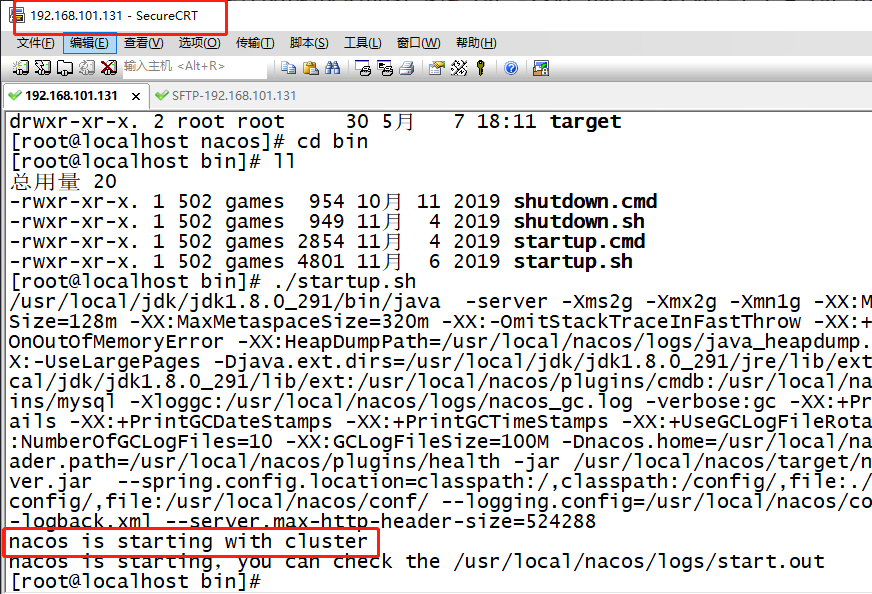 192.168.101.131 - SecureCRT
文件(F) 编辑(E) 查看(V) 选项(O) 传输(T) 脚本(S) 工具(L) 窗口(W) 帮助(H)
输入主机 <Alt+R>
192.168.101.131 × SFTP-192.168.101.131
drwxr-xr-x. 2 root root     30 5月   7 18:11 target
[root@localhost nacos]# cd bin
[root@localhost bin]# ll
总用量 20
-rwxr-xr-x. 1 502 games  954 10月 11 2019 shutdown.cmd
-rwxr-xr-x. 1 502 games  949 11月  4 2019 shutdown.sh
-rwxr-xr-x. 1 502 games 2854 11月  4 2019 startup.cmd
-rwxr-xr-x. 1 502 games 4801 11月  6 2019 startup.sh
[root@localhost bin]# ./startup.sh
/usr/local/jdk/jdk1.8.0_291/bin/java  -server -Xms2g -Xmx2g -Xmn1g -XX:M
Size=128m -XX:MaxMetaspaceSize=320m -XX:-OmitStackTraceInFastThrow -XX:+
OnOutOfMemoryError -XX:HeapDumpPath=/usr/local/nacos/logs/java_heapdump.
X:-UseLargePages -Djava.ext.dirs=/usr/local/jdk/jdk1.8.0_291/jre/lib/ext
cal/jdk/jdk1.8.0_291/lib/ext:/usr/local/nacos/plugins/cmdb:/usr/local/na
ins/mysql -Xloggc:/usr/local/nacos/logs/nacos_gc.log -verbose:gc -XX:+Pr
ails -XX:+PrintGCDateStamps -XX:+PrintGCTimeStamps -XX:+UseGCLogFileRota
:NumberOfGCLogFiles=10 -XX:GCLogFileSize=100M -Dnacos.home=/usr/local/na
ader.path=/usr/local/nacos/plugins/health -jar /usr/local/nacos/target/n
ver.jar  --spring.config.location=classpath:/,classpath:/config/,file:./
config/,file:/usr/local/nacos/conf/ --logging.config=/usr/local/nacos/co
-logback.xml --server.max-http-header-size=524288
nacos is starting with cluster
nacos is starting，you can check the /usr/local/nacos/logs/start.out
[root@localhost bin]#